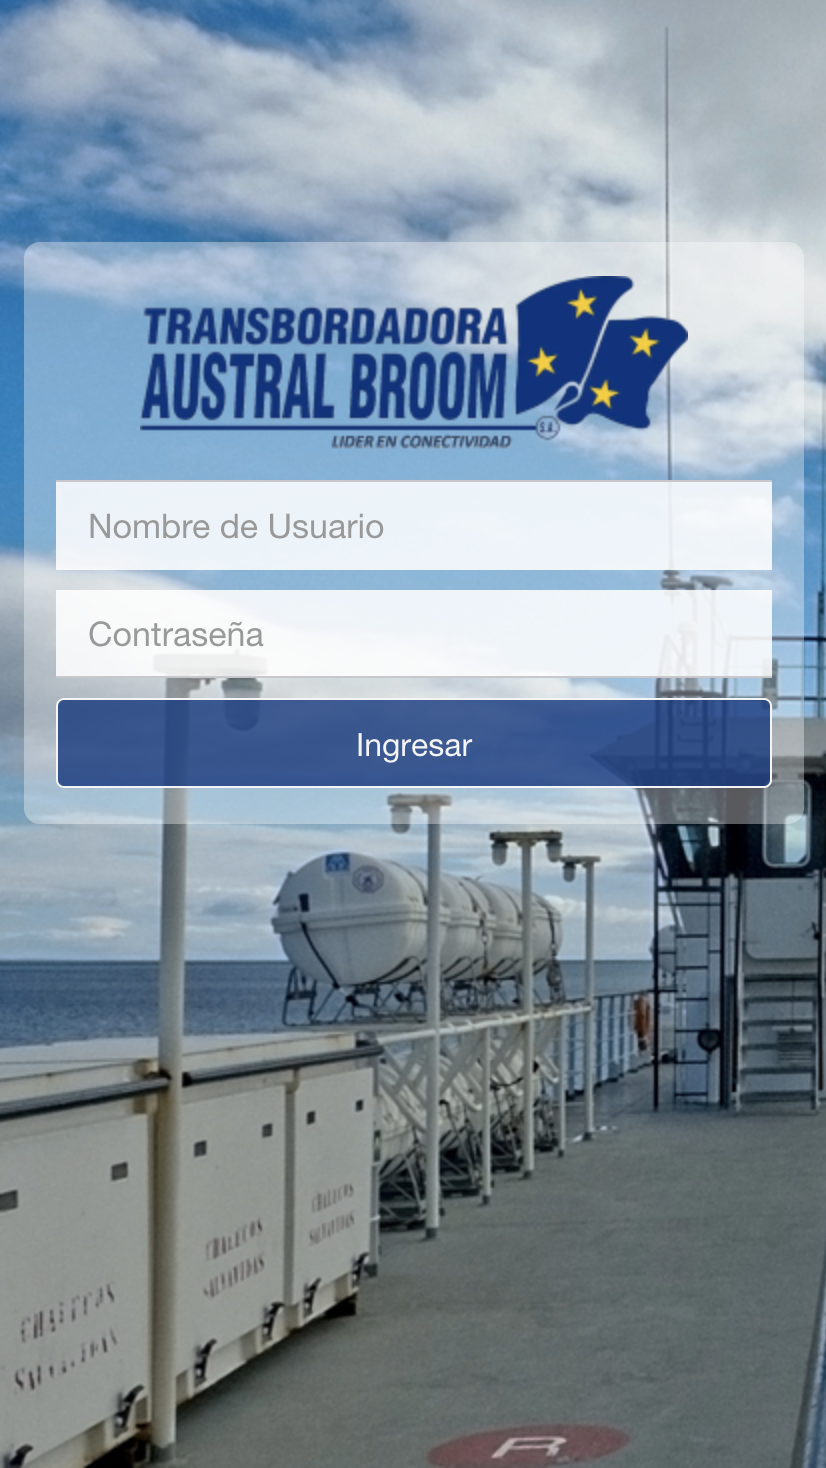 TRANSBORDADORA
AUSTRAL BROOM
S.A.
LIDER EN CONECTIVIDAD
Nombre de Usuario
Contraseña
Ingresar
CHALECOS
SALVAVIDAS
CHALECOS
SALVAVIDAS
CHALECOS
SALVAVIDAS
R